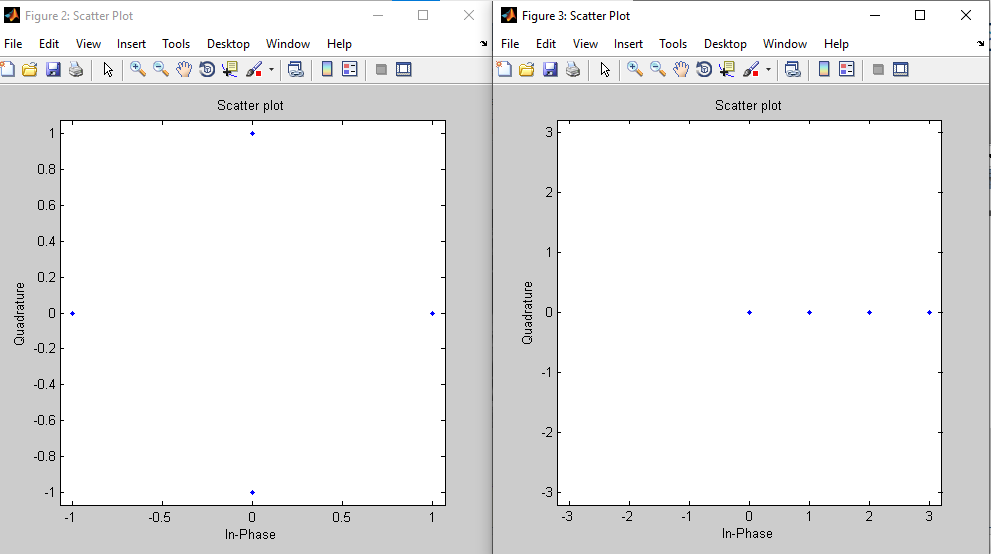 Figure 2: Scatter Plot
File Edit View Insert Tools Desktop Window Help
Scatter plot
1
0.8
0.6
0.4
0.2
0
-0.2
-0.4
-0.6
-0.8
-1
Quadrature
-1 -0.5 0 0.5 1
In-Phase
Figure 3: Scatter Plot
File Edit View Insert Tools Desktop Window Help
Scatter plot
3
2
1
0
-1
-2
-3
Quadrature
-3 -2 -1 0 1 2 3
In-Phase